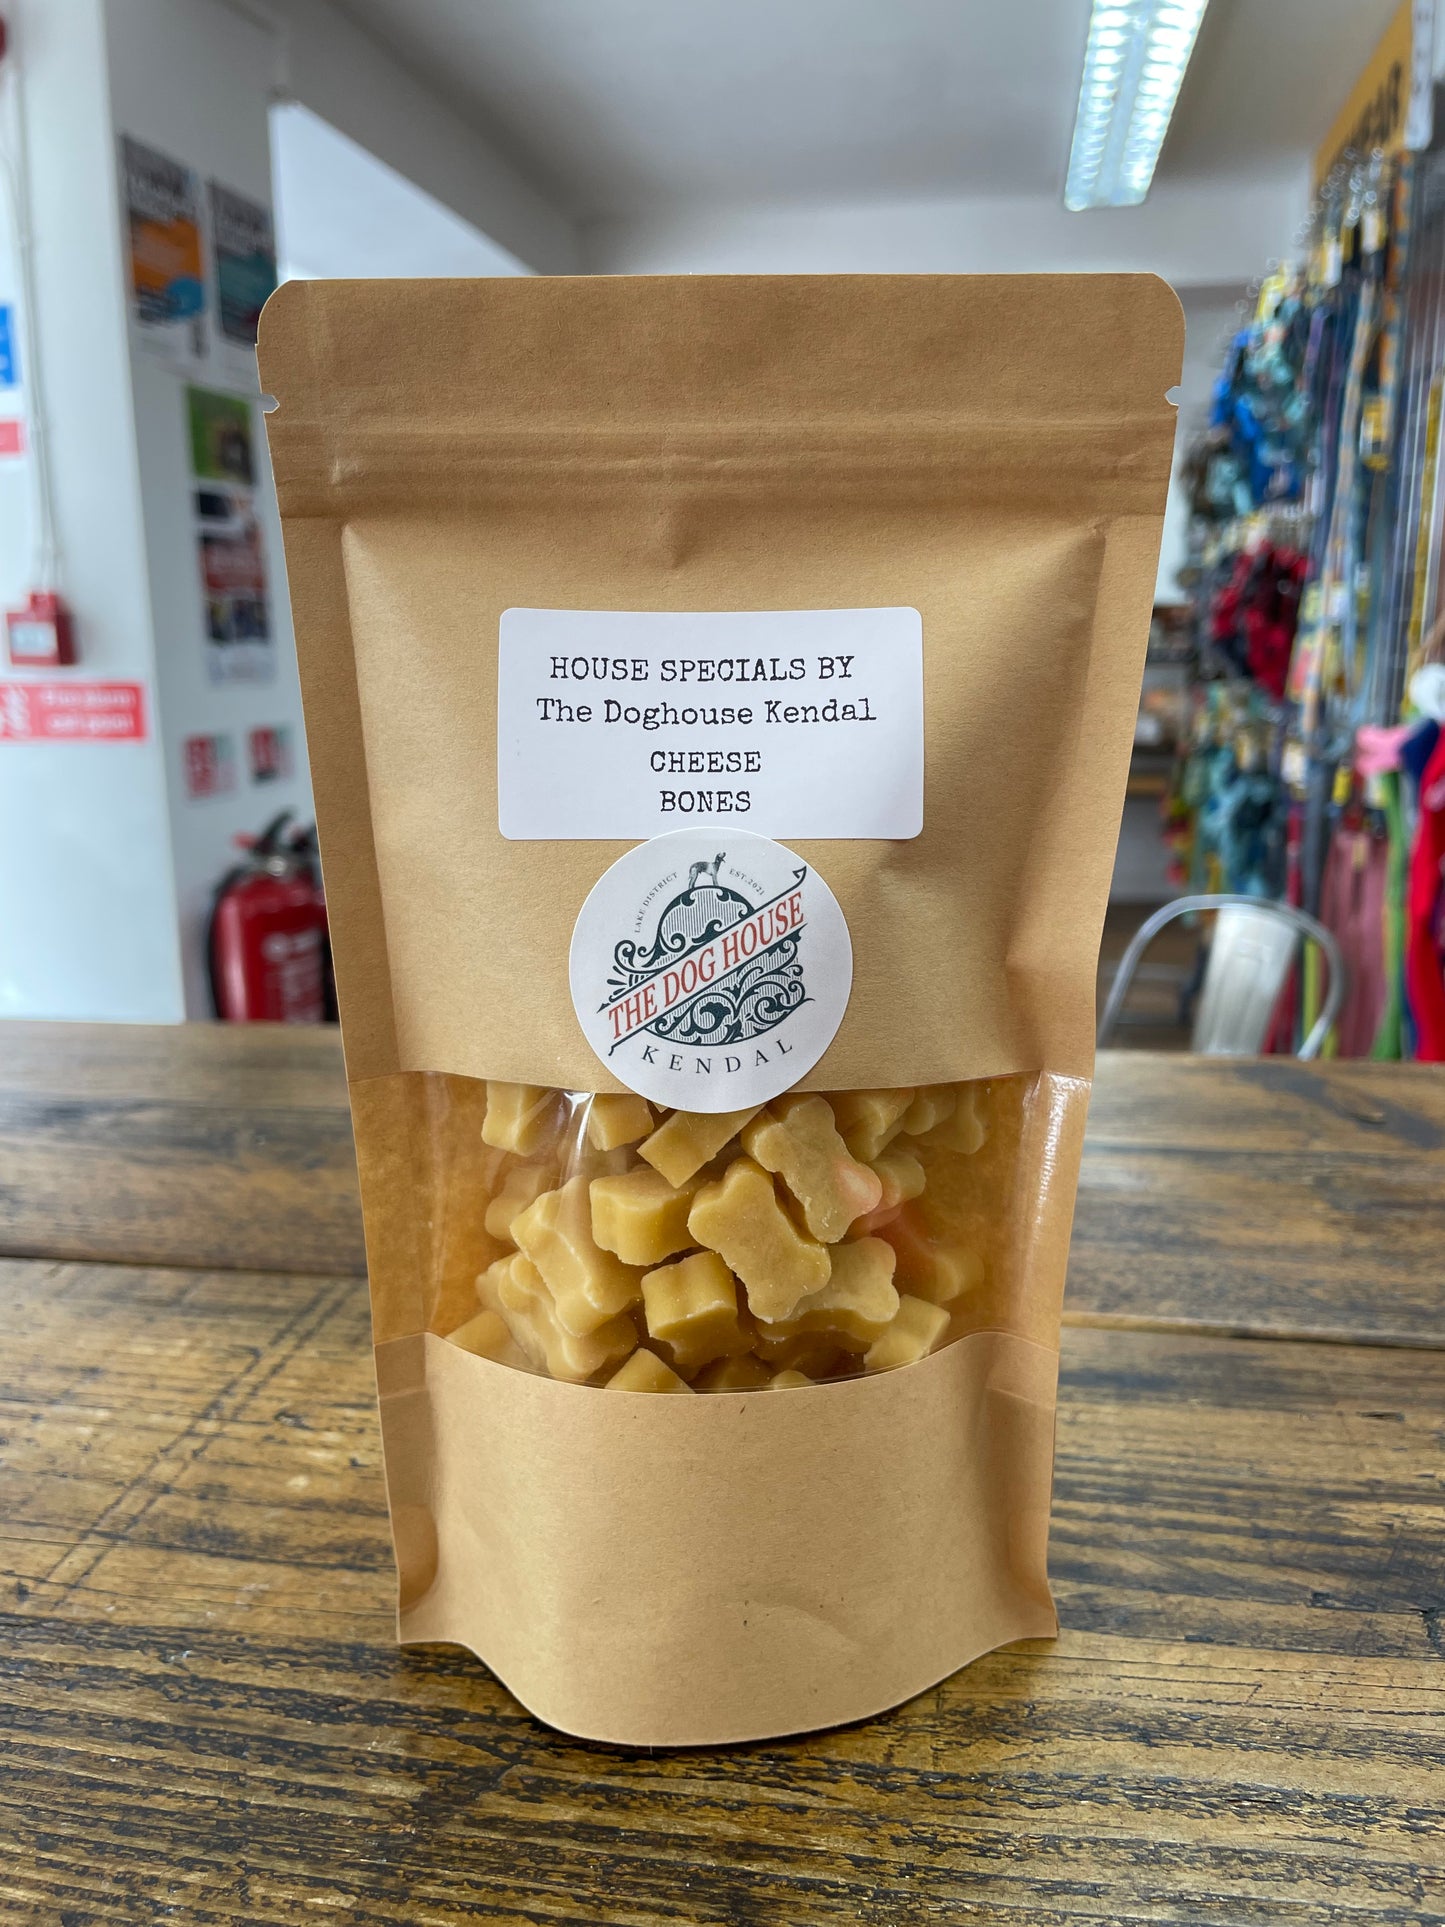 HOUSE SPECIALS BY
The Doghouse Kendal
CHEESE
BONES
LAKE DISTRICT
EST.2021
THE DOG HOUSE
KENDAL